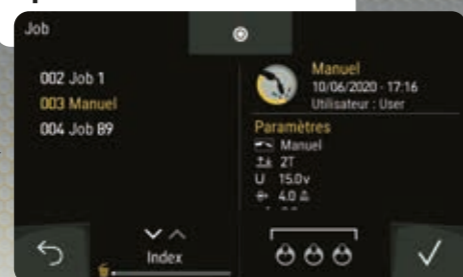 Job
002 Job 1
003 Manuel
004 Job 89
Manuel
10/06/2020 - 17:16
Utilisateur : User
Paramètres
Manuel
2T
U 15.0v
4.0
Index